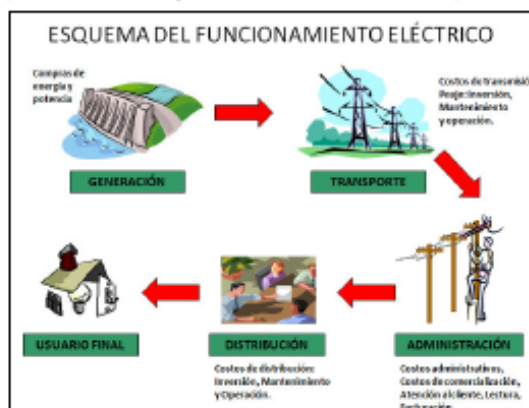 ESQUEMA DEL FUNCIONAMIENTO ELÉCTRICO
Compras de
energía y
potencia
Costos de transmisió
Peaje: Inversión,
Mantenimiento
y operación.
GENERACIÓN
TRANSPORTE
USUARIO FINAL
DISTRIBUCIÓN
ADMINISTRACIÓN
Costos de distribución:
Inversión, Mantenimiento
y Operación.
Costos administrativos,
Costos de comercialización,
Atención al cliente, Lectura,
Facturación